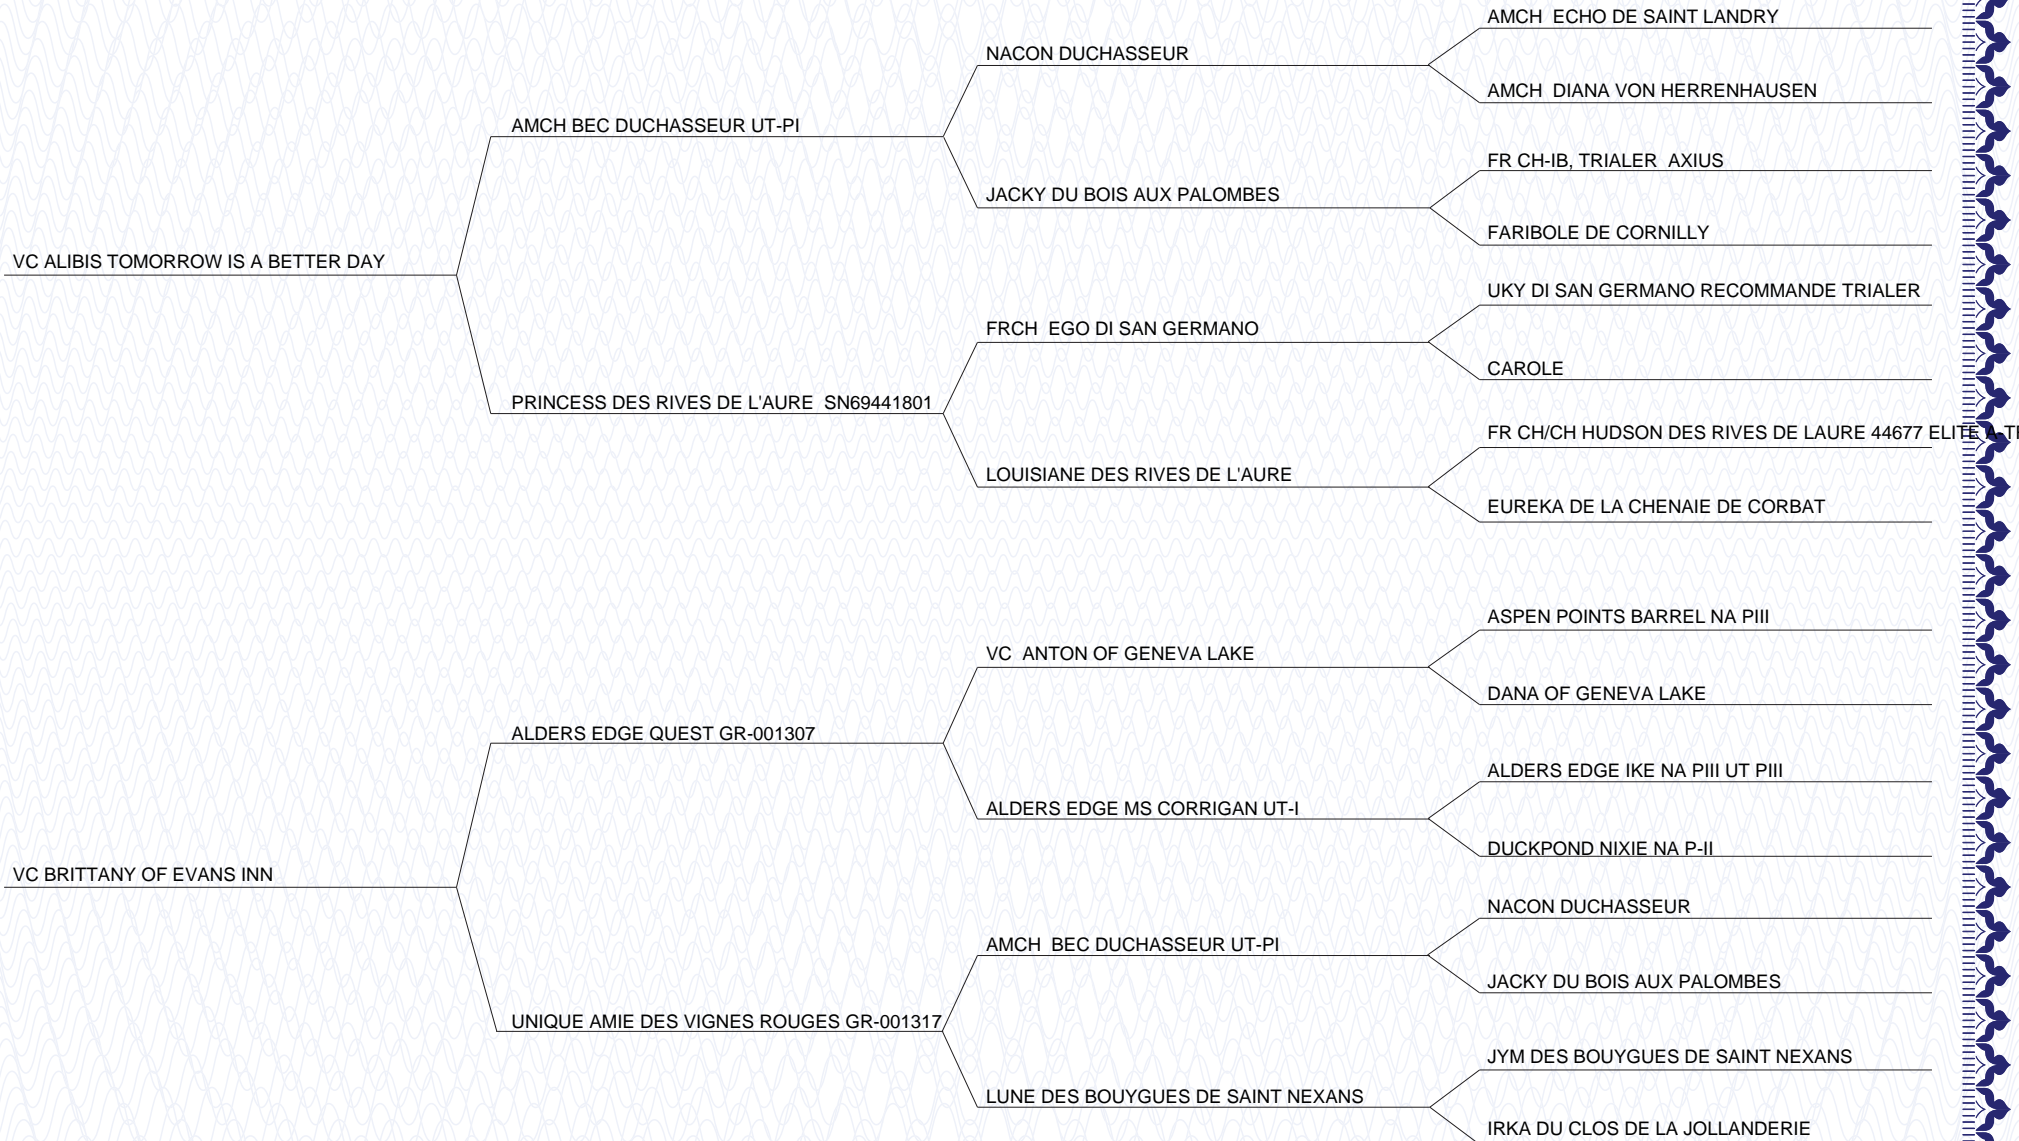 AMCH  ECHO DE SAINT LANDRY
NACON DUCHASSEUR
AMCH  DIANA VON HERRENHAUSEN
AMCH BEC DUCHASSEUR UT-PI
FR CH-IB, TRIALER  AXIUS
JACKY DU BOIS AUX PALOMBES
FARIBOLE DE CORNILLY
VC ALIBIS TOMORROW IS A BETTER DAY
UKY DI SAN GERMANO RECOMMANDE TRIALER
FRCH  EGO DI SAN GERMANO
CAROLE
PRINCESS DES RIVES DE L'AURE  SN69441801
FR CH/CH HUDSON DES RIVES DE LAURE 44677 ELITE A-TR
LOUISIANE DES RIVES DE L'AURE
EUREKA DE LA CHENAIE DE CORBAT
ASPEN POINTS BARREL NA PIII
VC  ANTON OF GENEVA LAKE
DANA OF GENEVA LAKE
ALDERS EDGE QUEST GR-001307
ALDERS EDGE IKE NA PIII UT PIII
ALDERS EDGE MS CORRIGAN UT-I
DUCKPOND NIXIE NA P-II
VC BRITTANY OF EVANS INN
NACON DUCHASSEUR
AMCH  BEC DUCHASSEUR UT-PI
JACKY DU BOIS AUX PALOMBES
UNIQUE AMIE DES VIGNES ROUGES GR-001317
JYM DES BOUYGUES DE SAINT NEXANS
LUNE DES BOUYGUES DE SAINT NEXANS
IRKA DU CLOS DE LA JOLLANDERIE